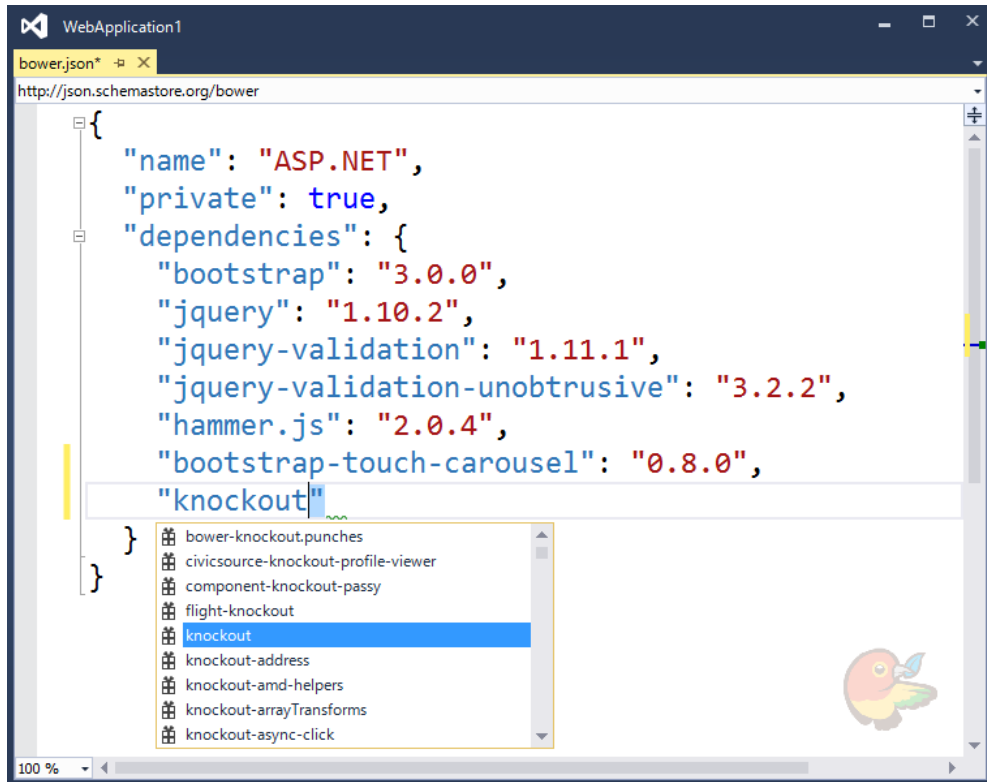 WebApplication1
bower.json*
http://json.schemastore.org/bower
{
"name": "ASP.NET",
"private": true,
"dependencies": {
"bootstrap": "3.0.0",
"jquery": "1.10.2",
"jquery-validation": "1.11.1",
"jquery-validation-unobtrusive": "3.2.2",
"hammer.js": "2.0.4",
"bootstrap-touch-carousel": "0.8.0",
"knockout"
}
bower-knockout.punches
civicsource-knockout-profile-viewer
component-knockout-passy
}
flight-knockout
knockout
knockout-address
knockout-amd-helpers
knockout-arrayTransforms
knockout-async-click
100 %